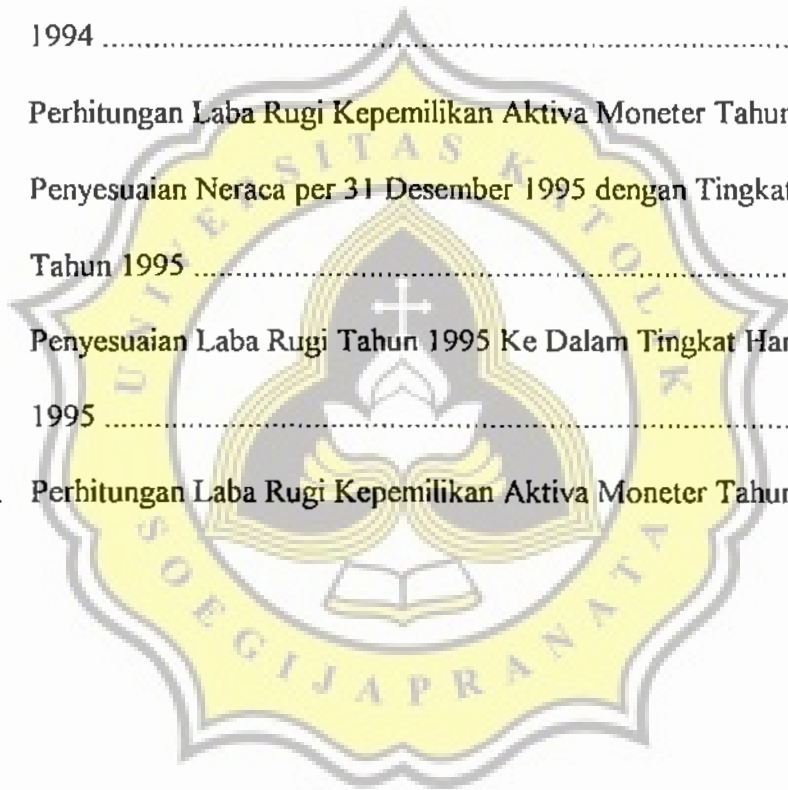 1994 ..........................................................................
Perhitungan Laba Rugi Kepemilikan Aktiva Moneter Tahun
Penyesuaian Neraca per 31 Desember 1995 dengan Tingkat
Tahun 1995 ..........................................................................
Penyesuaian Laba Rugi Tahun 1995 Ke Dalam Tingkat Har
1995 ..........................................................................
Perhitungan Laba Rugi Kepemilikan Aktiva Moneter Tahun
UNIVERSITAS KATOLIK
SOEGIJAPRANATA